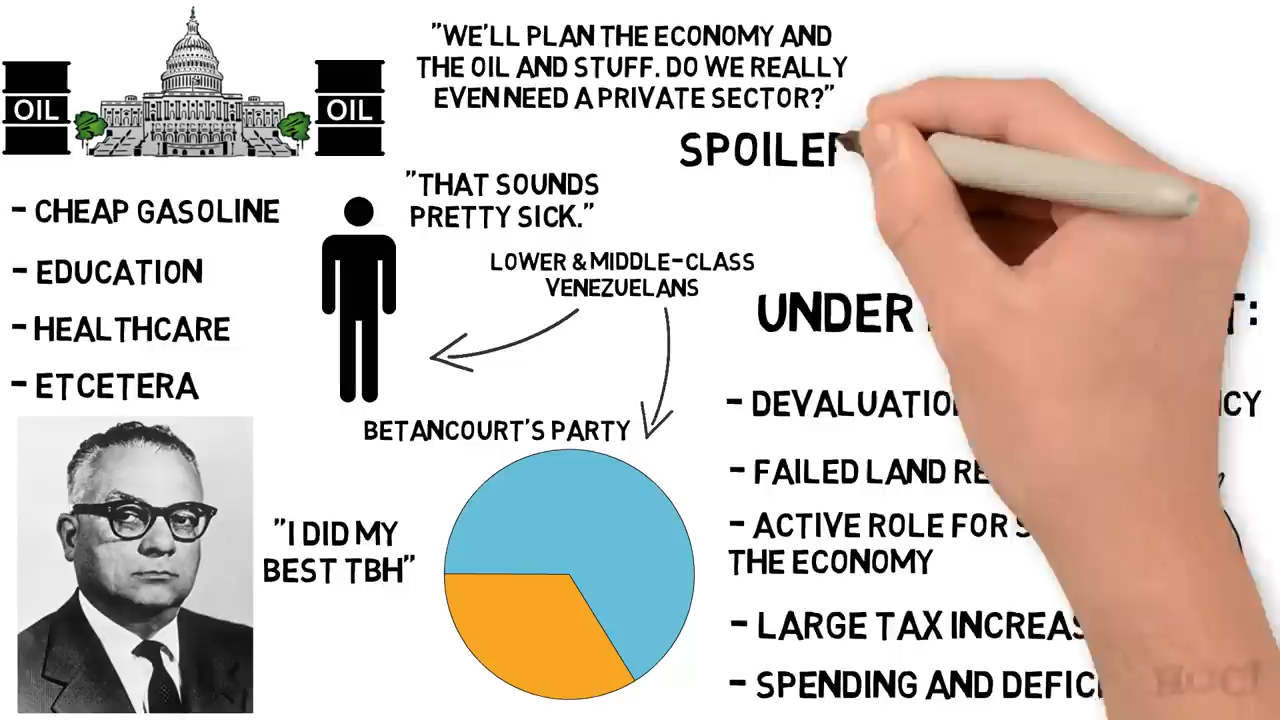 "WE'LL PLAN THE ECONOMY AND
THE OIL AND STUFF. DO WE REALLY
EVEN NEED A PRIVATE SECTOR?"
OIL
OIL
"THAT SOUNDS
PRETTY SICK."
- CHEAP GASOLINE
- EDUCATION
- HEALTHCARE
- ETCETERA
LOWER & MIDDLE-CLASS
VENEZUELANS
BETANCOURT'S PARTY
"I DID MY
BEST TBH"
UNDER
- DEVALUATIO
- FAILED LAND RE
- ACTIVE ROLE FOR
THE ECONOMY
- LARGE TAX INCREAS
- SPENDING AND DEFIC